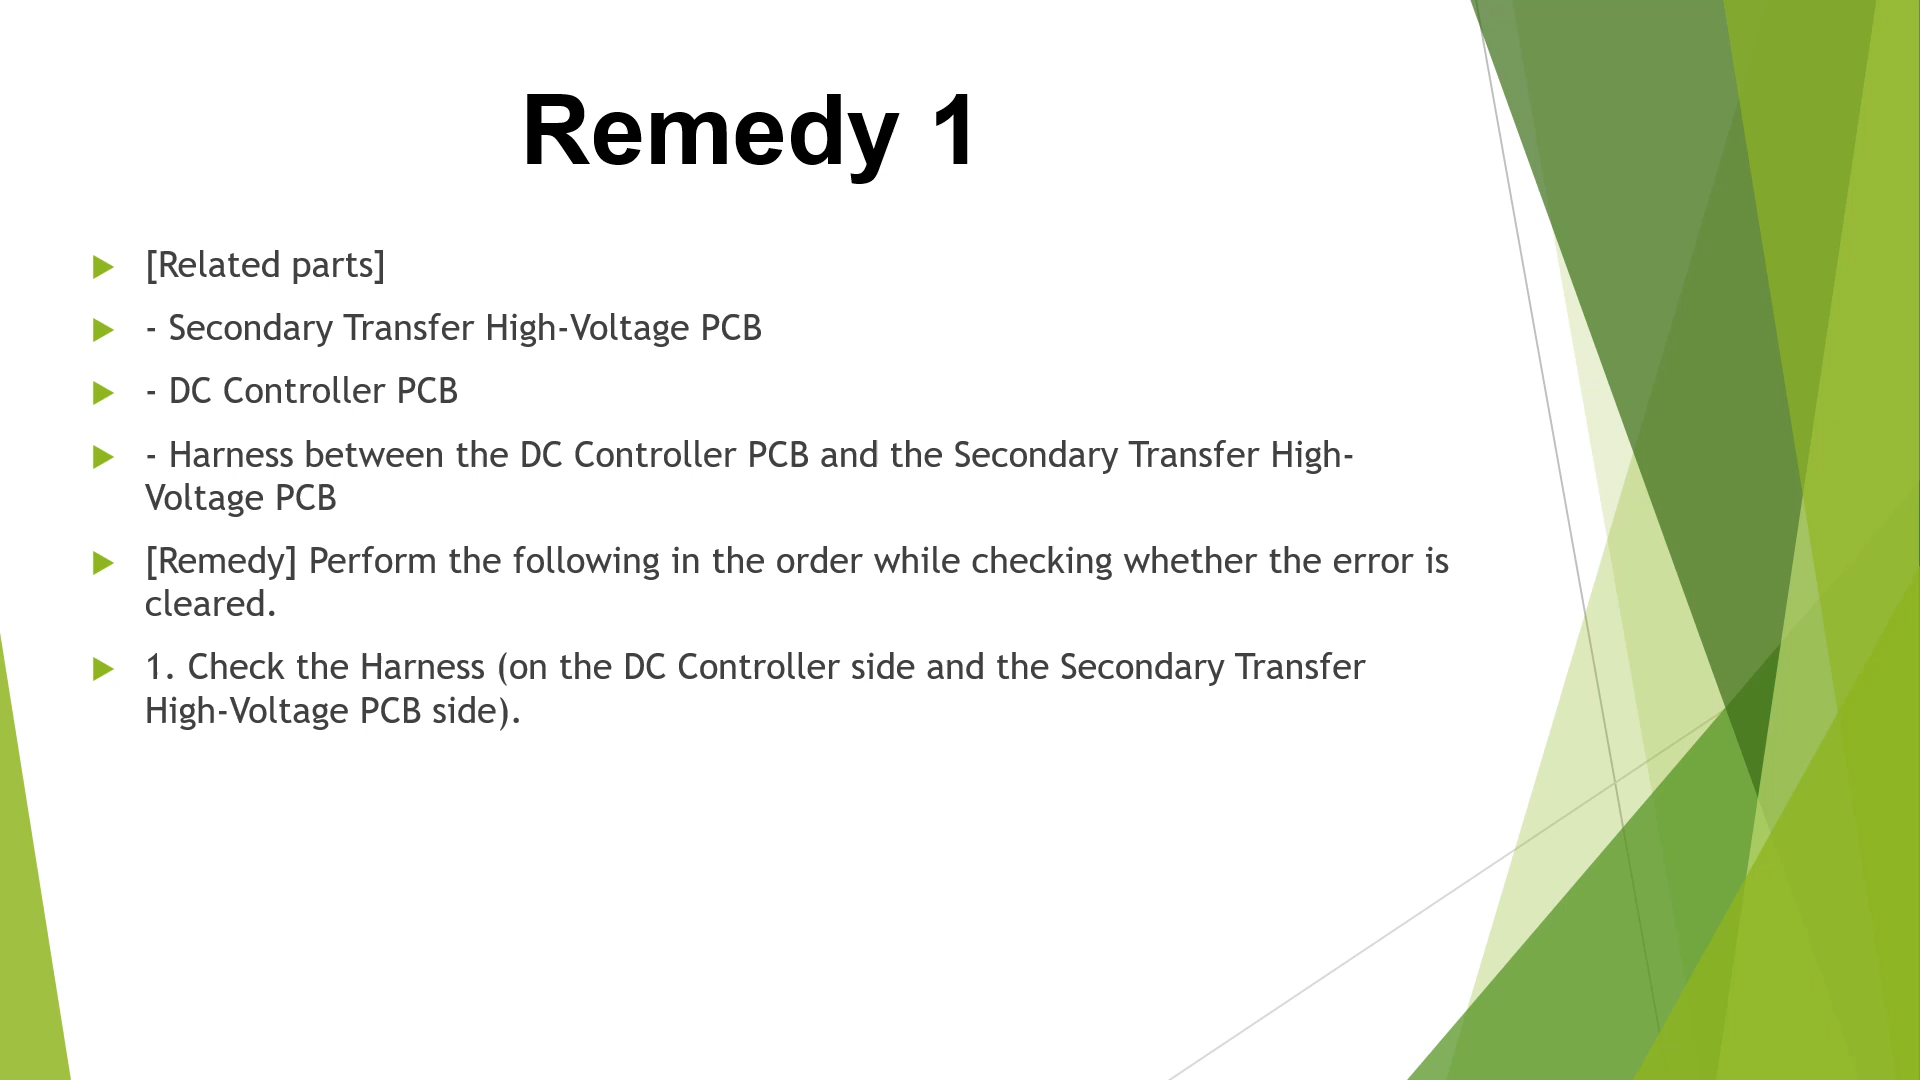 Remedy 1
[Related parts]
- Secondary Transfer High-Voltage PCB
- DC Controller PCB
- Harness between the DC Controller PCB and the Secondary Transfer High-
Voltage PCB
[Remedy] Perform the following in the order while checking whether the error is
cleared.
1. Check the Harness (on the DC Controller side and the Secondary Transfer
High-Voltage PCB side).